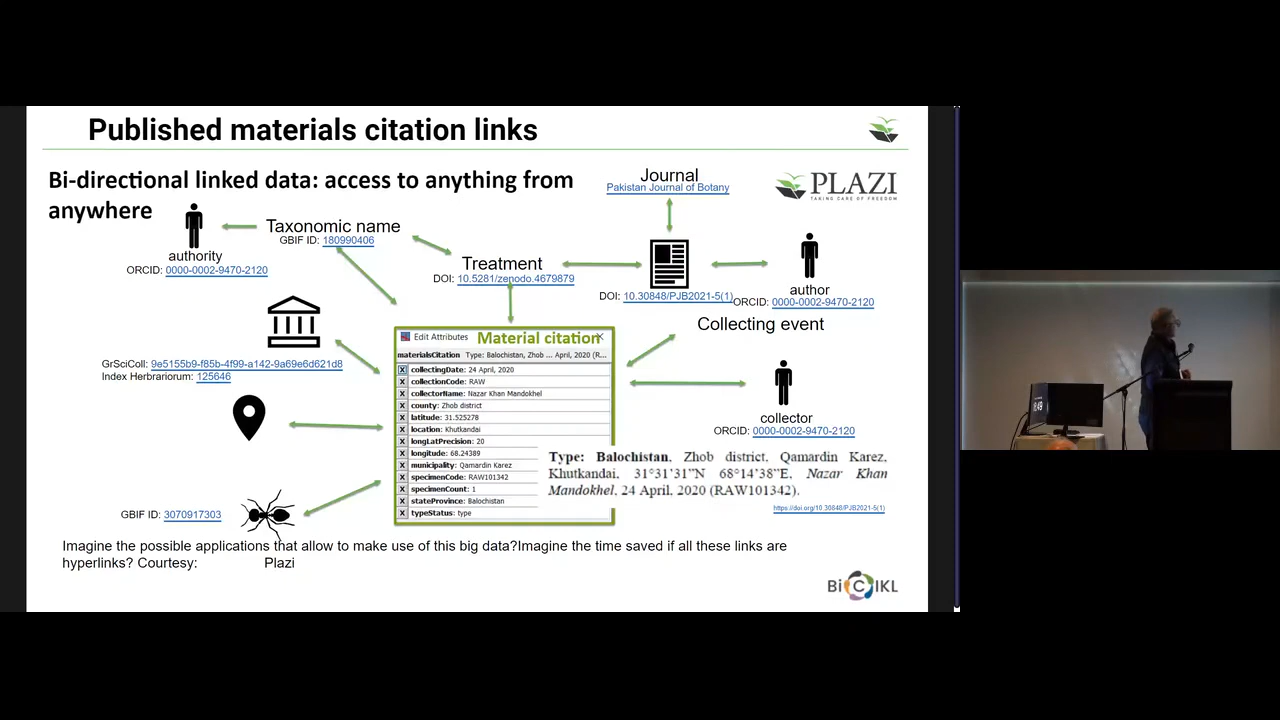 Published materials citation links
Bi-directional linked data: access to anything from
anywhere
Journal
Pakistan Journal of Botany
PLAZI
TAKING CARE OF FREEDOM
Taxonomic name
GBIF ID: 180990406
authority
ORCID: 0000-0002-9470-2120
Treatment
DOI: 10.5281/zenodo.4679879
DOI: 10.30848/PJB2021-5(1)
author
ORCID: 0000-0002-9470-2120
Collecting event
GrSciColl: 9e5155b9-f85b-4f99-a142-9a69e6d621d8
Index Herbrariorum: 125646
Edit Attributes
Material citation
X
materialsCitation Type: Balochistan, Zhob ... April, 2020 (R...
X collectingDate: 24 April, 2020
X collectionCode: RAW
X collectorName: Nazar Khan Mandokhel
X county: Zhob district
X latitude: 31.525278
X location: Khutkandai
X longLatPrecision: 20
X longitude: 68.24389
X municipality: Qamardin Karez
X specimenCode: RAW101342
X specimenCount: 1
X stateProvince: Balochistan
X typeStatus: type
collector
ORCID: 0000-0002-9470-2120
Type: Balochistan, Zhob district, Qamardin Karez,
Khutkandai, 31°31'31”N 68°14'38”E, Nazar Khan
Mandokhel, 24 April, 2020 (RAW101342).
https://doi.org/10.30848/PJB2021-5(1)
GBIF ID: 3070917303
Imagine the possible applications that allow to make use of this big data?Imagine the time saved if all these links are
hyperlinks? Courtesy: Plazi
BiCIKL